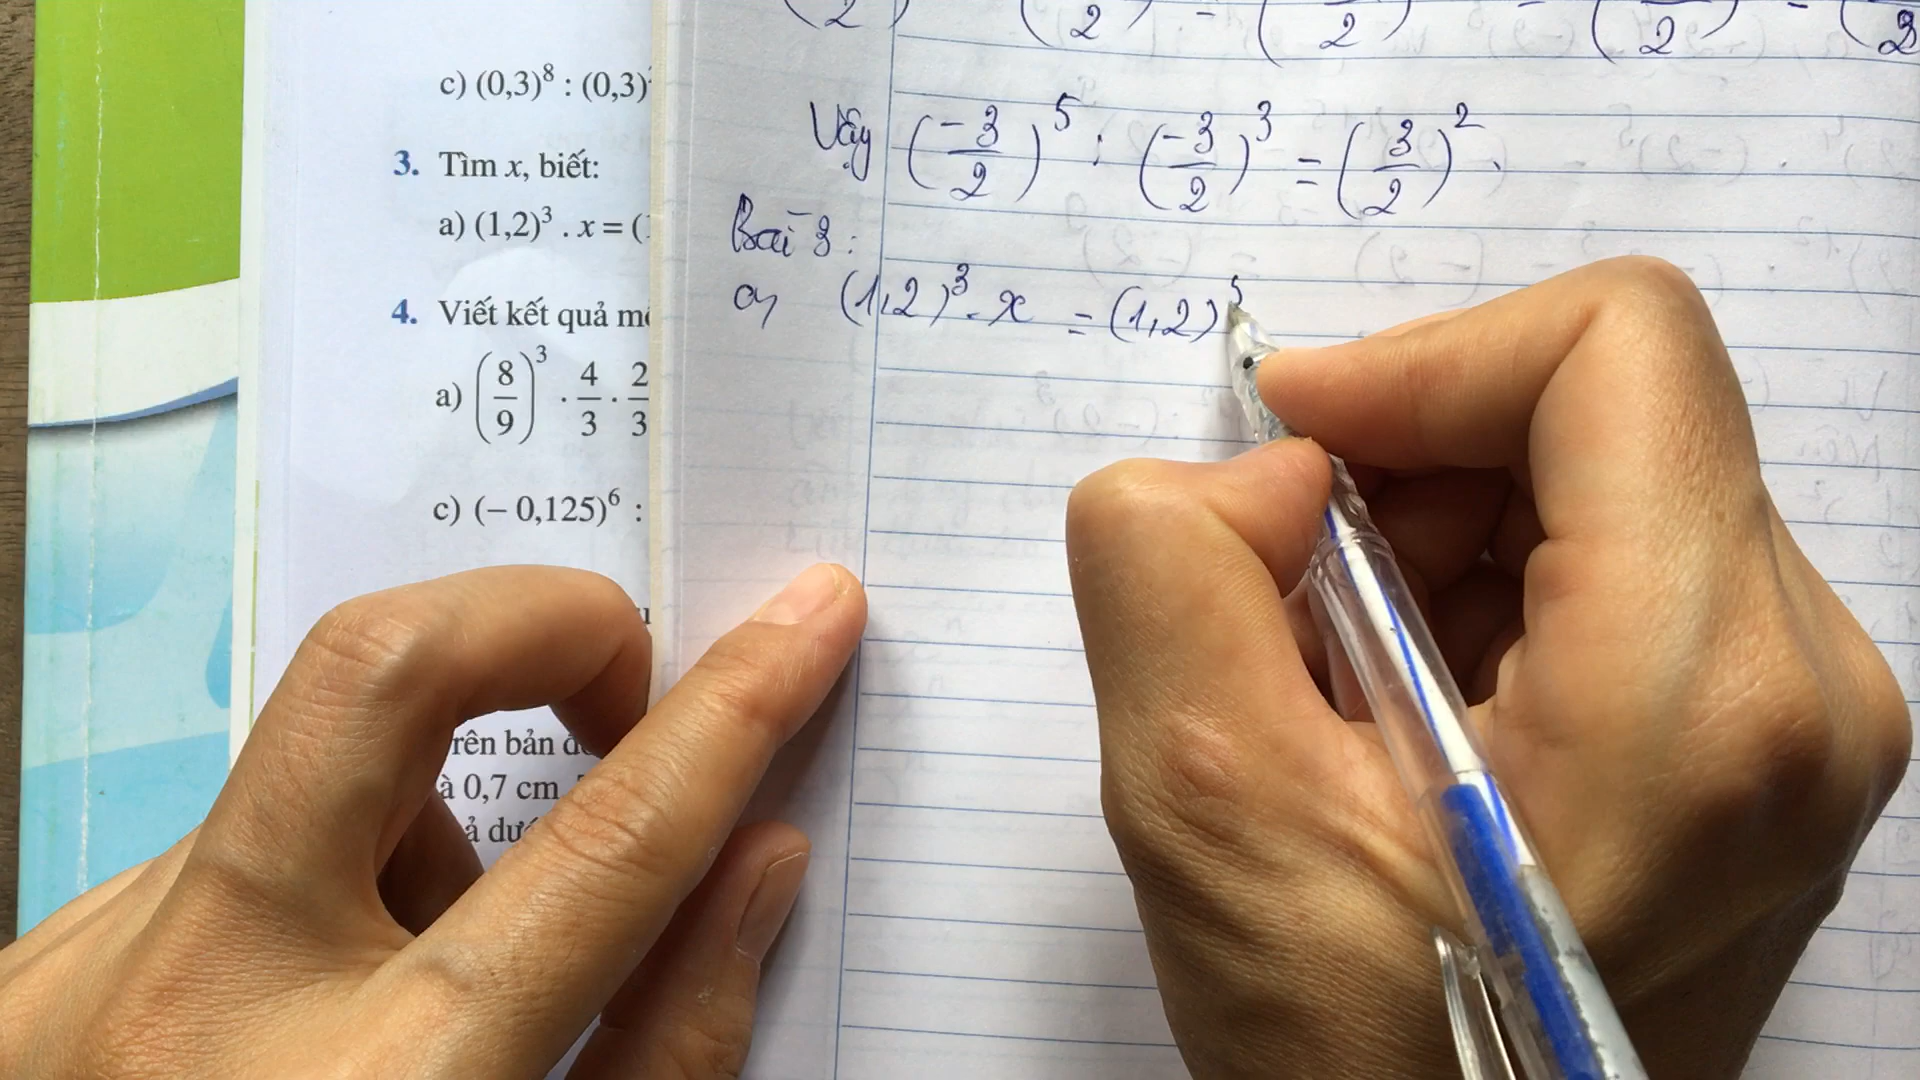 c) (0,3)⁸ : (0,3)
3. Tìm x, biết:
a) (1,2)³ . x = (
4. Viết kết quả
a) (8/9)³ · 4/3 · 2/3
c) (– 0,125)⁶ :
rên bản
à 0,7 cm
ả
Vậy (-3/2)⁵ : (-3/2)³ = (3/2)² .
Bài 3 :
a) (1,2)³ . x = (1,2)⁵